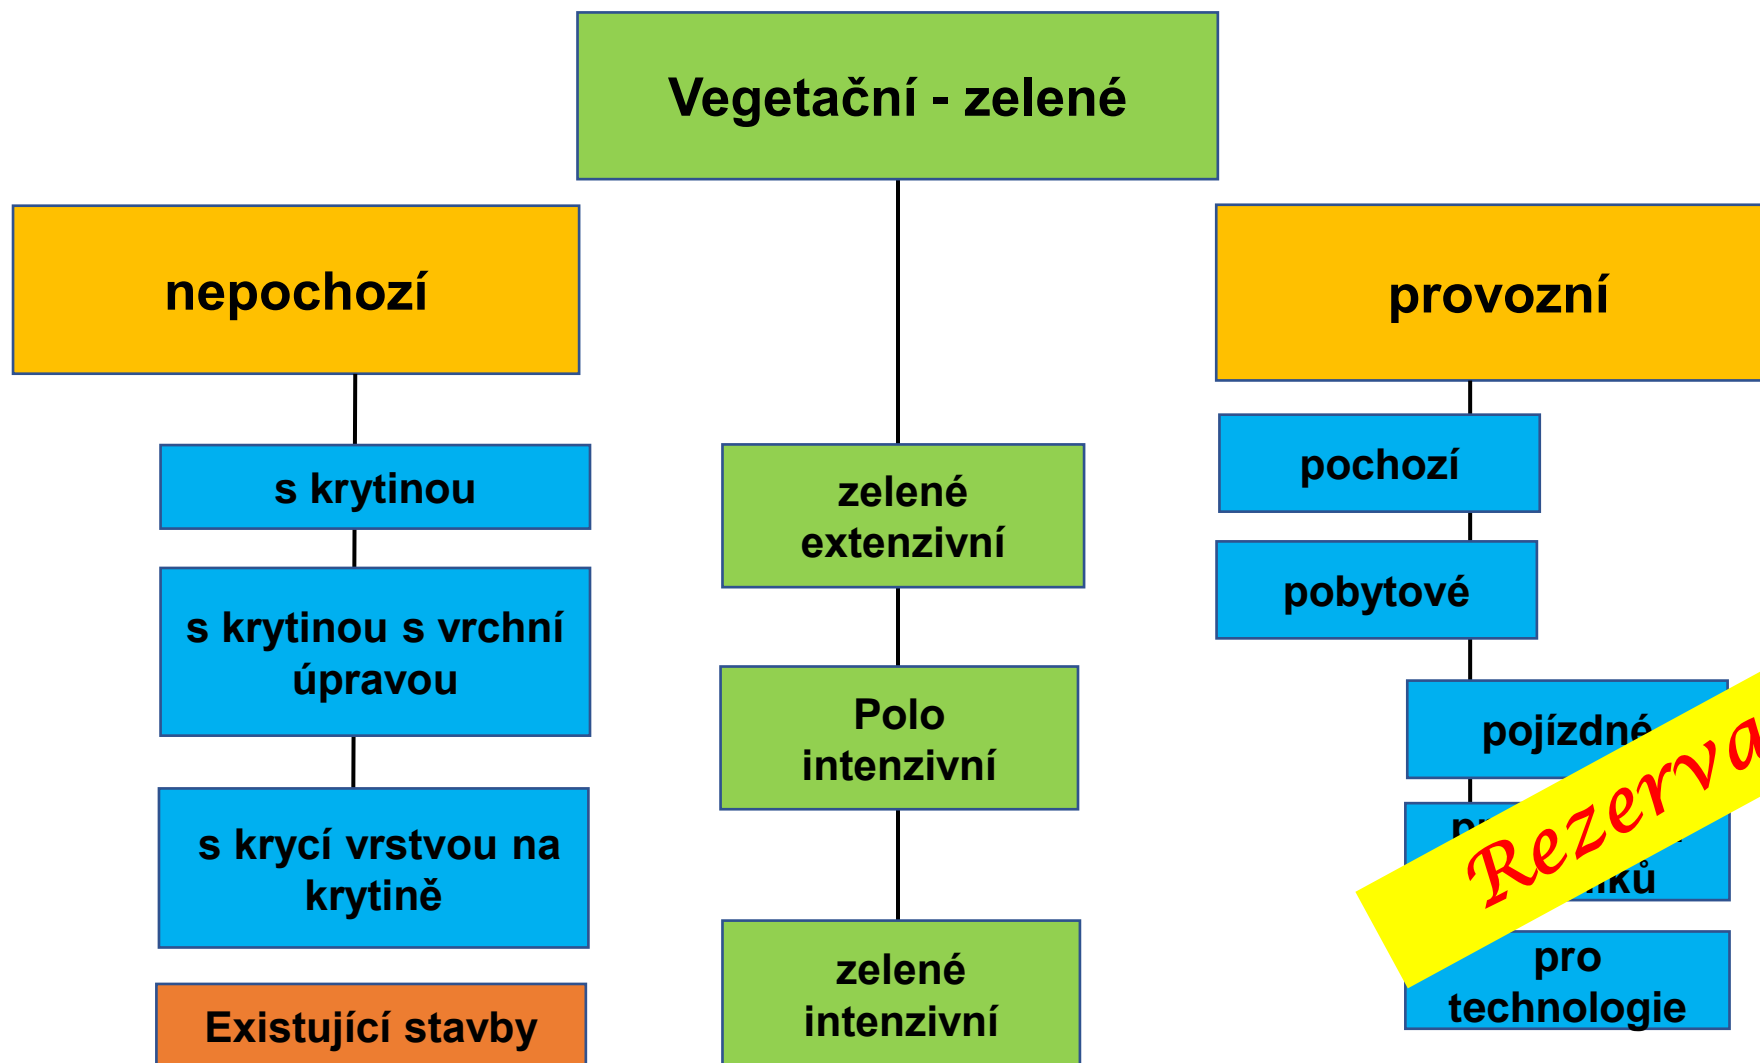 Vegetační - zelené
nepochozí
s krytinou
s krytinou s vrchní
úpravou
s krycí vrstvou na
krytině
Existující stavby
zelené
extenzivní
Polo
intenzivní
zelené
intenzivní
provozní
pochozí
pobytové
pojízdné
pro
technologie